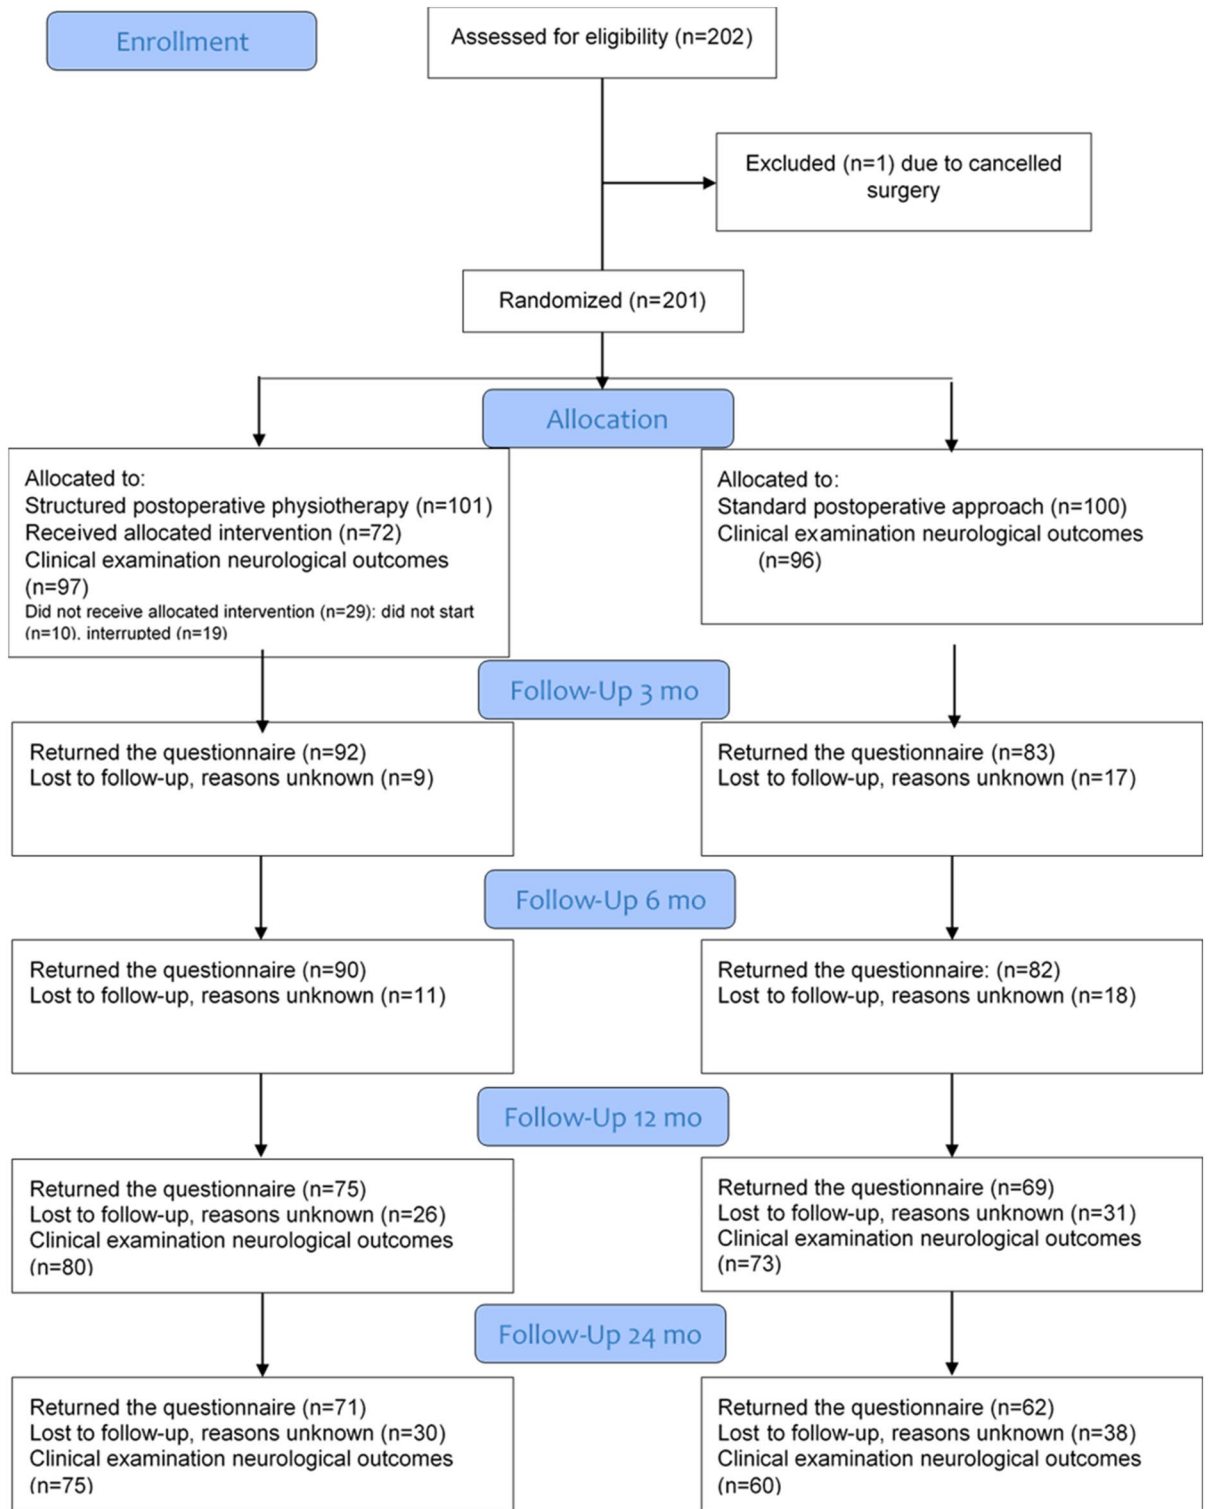 Enrollment
Assessed for eligibility (n=202)
Excluded (n=1) due to cancelled
surgery
Randomized (n=201)
Allocation
Allocated to:
Structured postoperative physiotherapy (n=101)
Received allocated intervention (n=72)
Clinical examination neurological outcomes
(n=97)
Did not receive allocated intervention (n=29): did not start
(n=10), interrupted (n=19)
Allocated to:
Standard postoperative approach (n=100)
Clinical examination neurological outcomes
(n=96)
Follow-Up 3 mo
Returned the questionnaire (n=92)
Lost to follow-up, reasons unknown (n=9)
Returned the questionnaire (n=83)
Lost to follow-up, reasons unknown (n=17)
Follow-Up 6 mo
Returned the questionnaire (n=90)
Lost to follow-up, reasons unknown (n=11)
Returned the questionnaire: (n=82)
Lost to follow-up, reasons unknown (n=18)
Follow-Up 12 mo
Returned the questionnaire (n=75)
Lost to follow-up, reasons unknown (n=26)
Clinical examination neurological outcomes
(n=80)
Returned the questionnaire (n=69)
Lost to follow-up, reasons unknown (n=31)
Clinical examination neurological outcomes
(n=73)
Follow-Up 24 mo
Returned the questionnaire (n=71)
Lost to follow-up, reasons unknown (n=30)
Clinical examination neurological outcomes
(n=75)
Returned the questionnaire (n=62)
Lost to follow-up, reasons unknown (n=38)
Clinical examination neurological outcomes
(n=60)